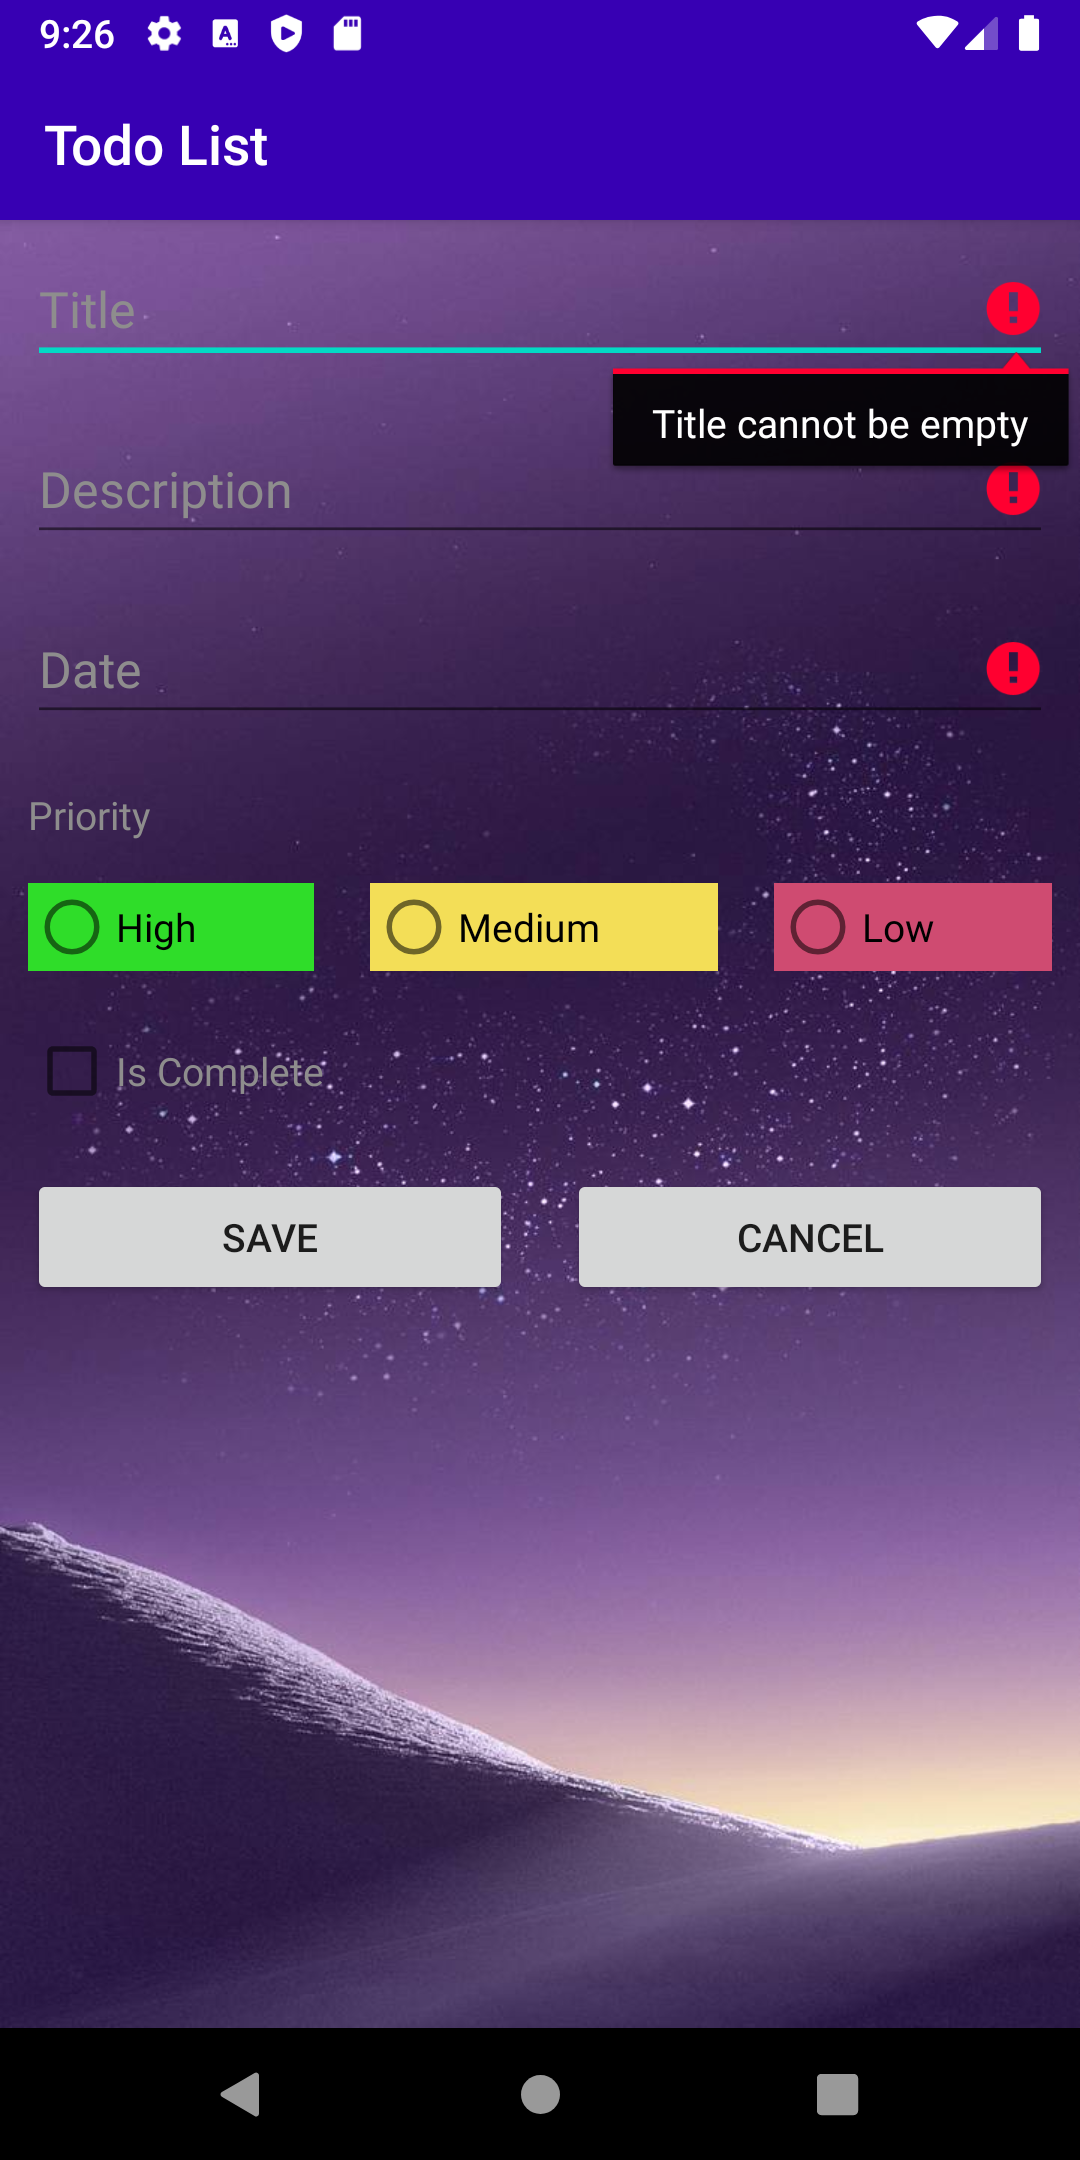 9:26
Todo List
Title
Title cannot be empty
Description
Date
Priority
High Medium Low
Is Complete
SAVE CANCEL